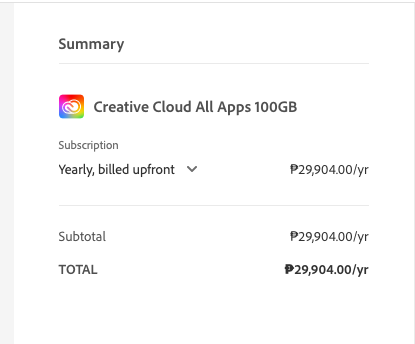 Summary
Creative Cloud All Apps 100GB
Subscription
Yearly, billed upfront ₱29,904.00/yr
Subtotal ₱29,904.00/yr
TOTAL ₱29,904.00/yr